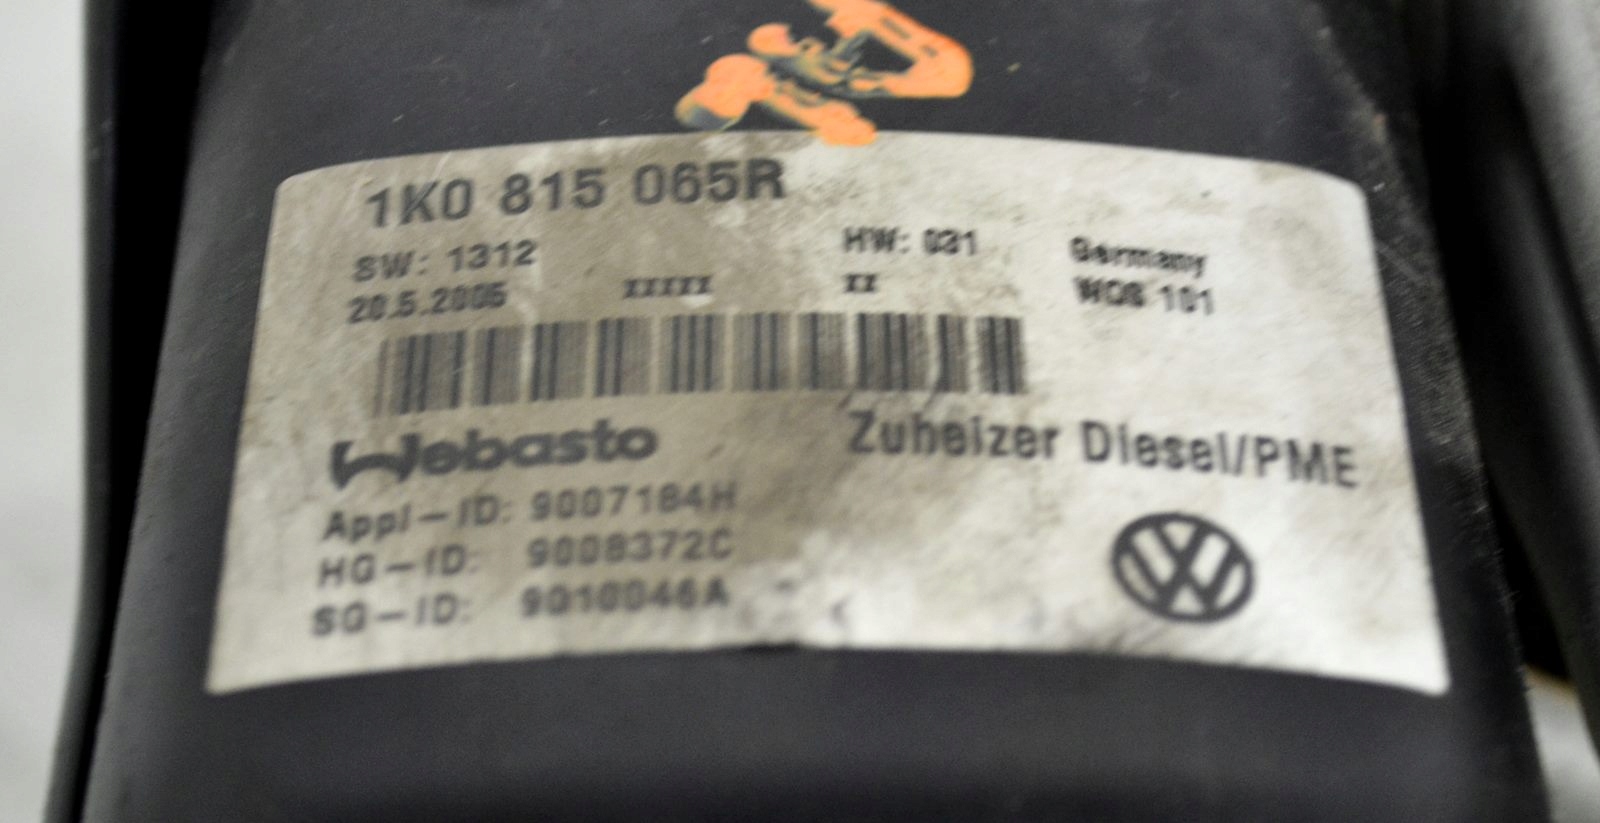 1K0 815 065R
SW: 1312 HW: 031 Germany
20.5.2005 xxxxx xx WOS 101
Webasto Zuheizer Diesel/PME
Appl-ID: 9007184H
HG-ID: 9008372C
SG-ID: 9010046A